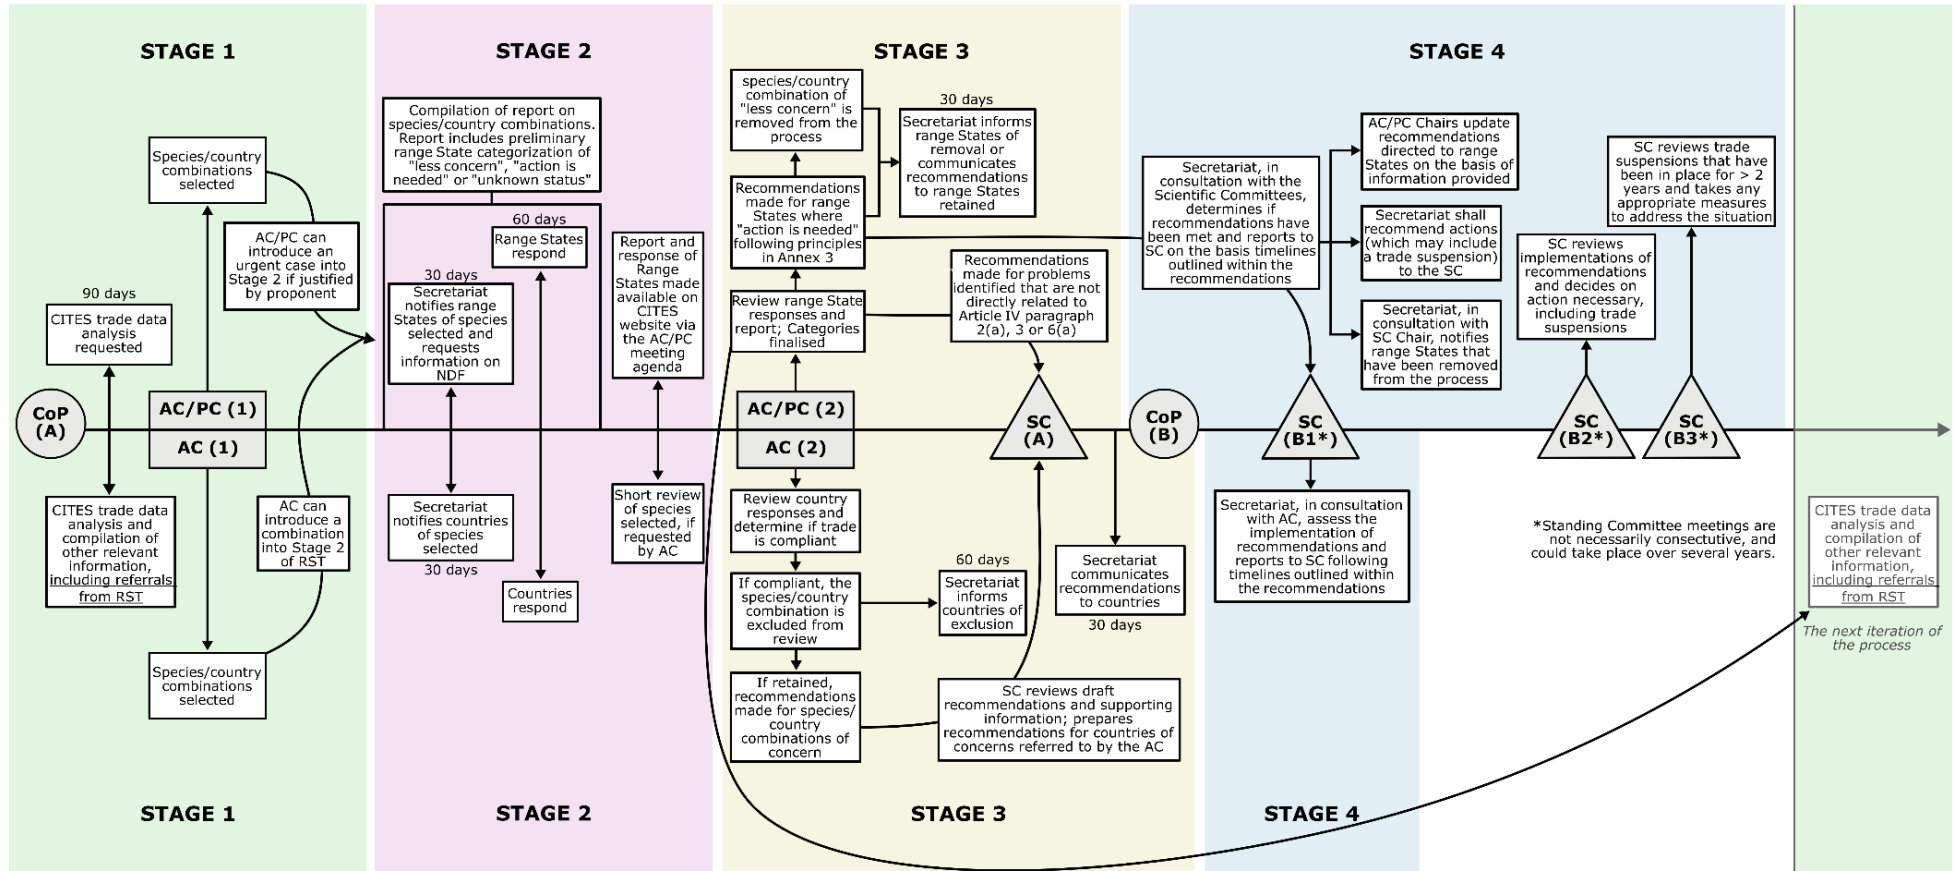 STAGE 1
STAGE 2
STAGE 3
STAGE 4
Species/country
combinations
selected
AC/PC can
introduce an
urgent case into
Stage 2 if justified
by proponent
90 days
CITES trade data
analysis
requested
CoP
(A)
AC/PC (1)
AC (1)
CITES trade data
analysis and
compilation of
other relevant
information,
including referrals
from RST
AC can
introduce a
combination
into Stage 2
of RST
Species/country
combinations
selected
STAGE 1
Compilation of report on
species/country combinations.
Report includes preliminary
range State categorization of
"less concern", "action is
needed" or "unknown status"
60 days
Range States
respond
30 days
Secretariat
notifies range
States of species
selected and
requests
information on
NDF
Report and
response of
Range
States made
available on
CITES
website via
the AC/PC
meeting
agenda
Secretariat
notifies countries
of species
selected
30 days
Countries
respond
Short review
of species
selected, if
requested
by AC
STAGE 2
species/country
combination of
"less concern" is
removed from the
process
30 days
Secretariat informs
range States of
removal or
communicates
recommendations
to range States
retained
Recommendations
made for range
States where
"action is needed"
following principles
in Annex 3
Review range State
responses and
report; Categories
finalised
Recommendations
made for problems
identified that are not
directly related to
Article IV paragraph
2(a), 3 or 6(a)
AC/PC (2)
AC (2)
SC
(A)
Review country
responses and
determine if trade
is compliant
If compliant, the
species/country
combination is
excluded from
review
60 days
Secretariat
informs
countries of
exclusion
If retained,
recommendations
made for species/
country
combinations of
concern
SC reviews draft
recommendations and supporting
information; prepares
recommendations for countries of
concerns referred to by the AC
Secretariat
communicates
recommendations
to countries
30 days
STAGE 3
CoP
(B)
Secretariat, in
consultation with the
Scientific Committees,
determines if
recommendations have
been met and reports to
SC on the basis timelines
outlined within the
recommendations
AC/PC Chairs update
recommendations
directed to range
States on the basis of
information provided
Secretariat shall
recommend actions
(which may include
a trade suspension)
to the SC
Secretariat, in
consultation with
SC Chair, notifies
range States that
have been removed
from the process
SC reviews
implementations of
recommendations
and decides on
action necessary,
including trade
suspensions
SC reviews trade
suspensions that have
been in place for > 2
years and takes any
appropriate measures
to address the situation
SC
(B1*)
SC
(B2*)
SC
(B3*)
Secretariat, in consultation
with AC, assess the
implementation of
recommendations and
reports to SC following
timelines outlined within
the recommendations
STAGE 4
*Standing Committee meetings are
not necessarily consecutive, and
could take place over several years.
CITES trade data
analysis and
compilation of
other relevant
information,
including referrals
from RST
The next iteration of
the process